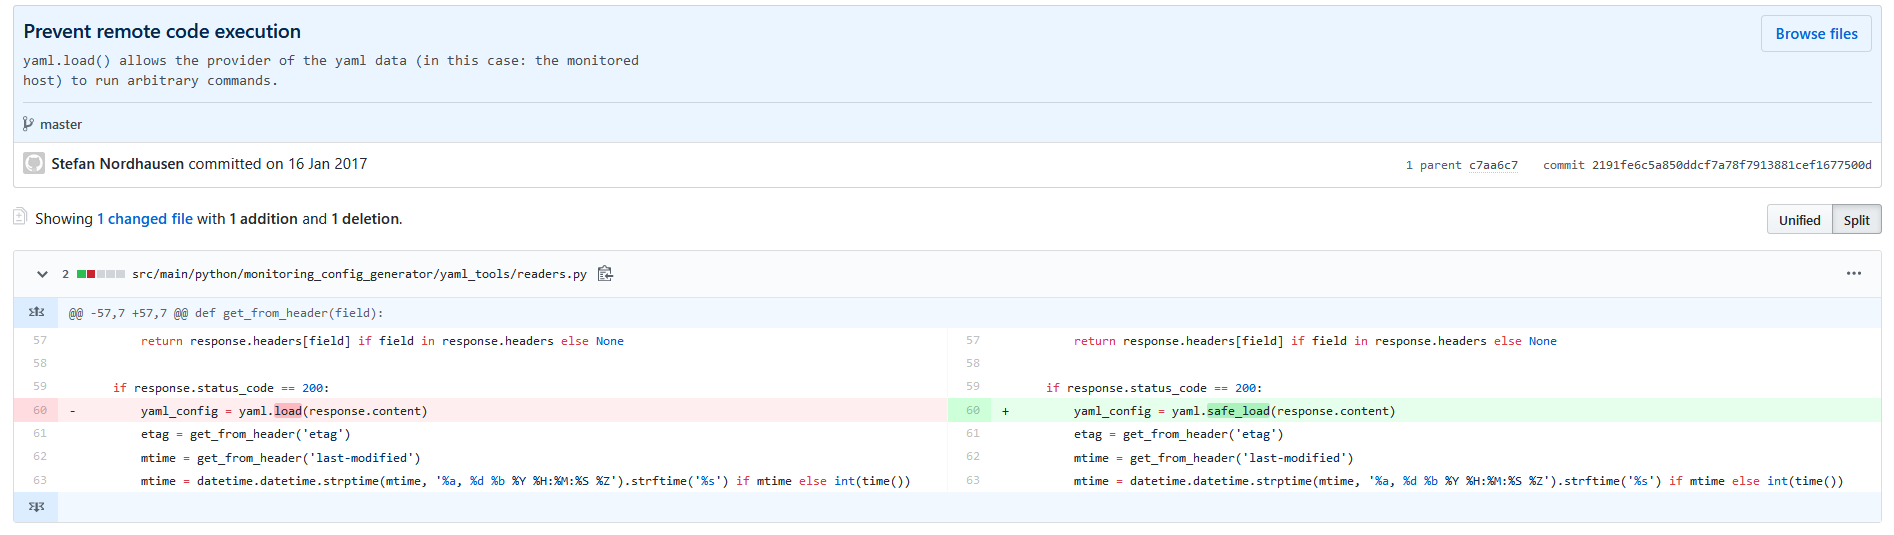 Prevent remote code execution
Browse files
yaml.load() allows the provider of the yaml data (in this case: the monitored
host) to run arbitrary commands.
master
Stefan Nordhausen committed on 16 Jan 2017
1 parent c7aa6c7 commit 2191fe6c5a850ddcf7a78f7913881cef1677500d
Showing 1 changed file with 1 addition and 1 deletion.
Unified Split
2 src/main/python/monitoring_config_generator/yaml_tools/readers.py
@@ -57,7 +57,7 @@ def get_from_header(field):
57 return response.headers[field] if field in response.headers else None
58
59 if response.status_code == 200:
60 - yaml_config = yaml.load(response.content)
61 etag = get_from_header('etag')
62 mtime = get_from_header('last-modified')
63 mtime = datetime.datetime.strptime(mtime, '%a, %d %b %Y %H:%M:%S %Z').strftime('%s') if mtime else int(time())
57 return response.headers[field] if field in response.headers else None
58
59 if response.status_code == 200:
60 + yaml_config = yaml.safe_load(response.content)
61 etag = get_from_header('etag')
62 mtime = get_from_header('last-modified')
63 mtime = datetime.datetime.strptime(mtime, '%a, %d %b %Y %H:%M:%S %Z').strftime('%s') if mtime else int(time())